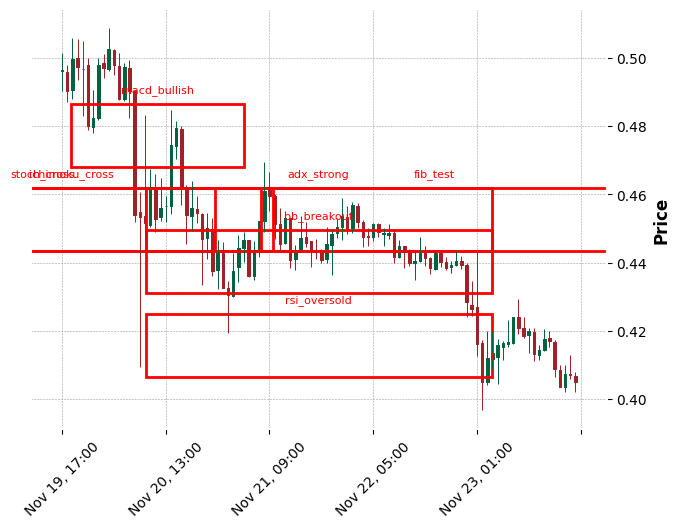 0.50
macd_bullish
0.48
stoch_cross
ichimoku_cross
adx_strong
fib_test
0.46
bb_breakout
Price
0.44
rsi_oversold
0.42
0.40
Nov 19, 17:00
Nov 20, 13:00
Nov 21, 09:00
Nov 22, 05:00
Nov 23, 01:00